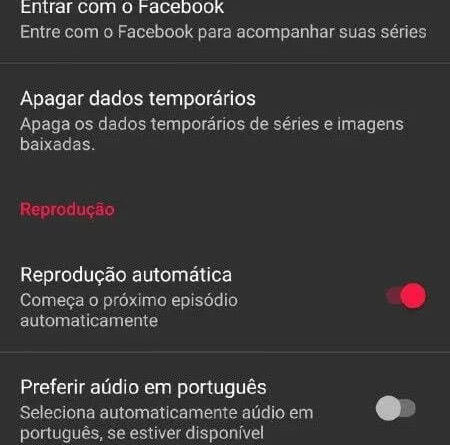 Entrar com o Facebook
Entre com o Facebook para acompanhar suas séries
Apagar dados temporários
Apaga os dados temporários de séries e imagens
baixadas.
Reprodução
Reprodução automática
Começa o próximo episódio
automaticamente
Preferir aúdio em português
Seleciona automaticamente aúdio em
português, se estiver disponível